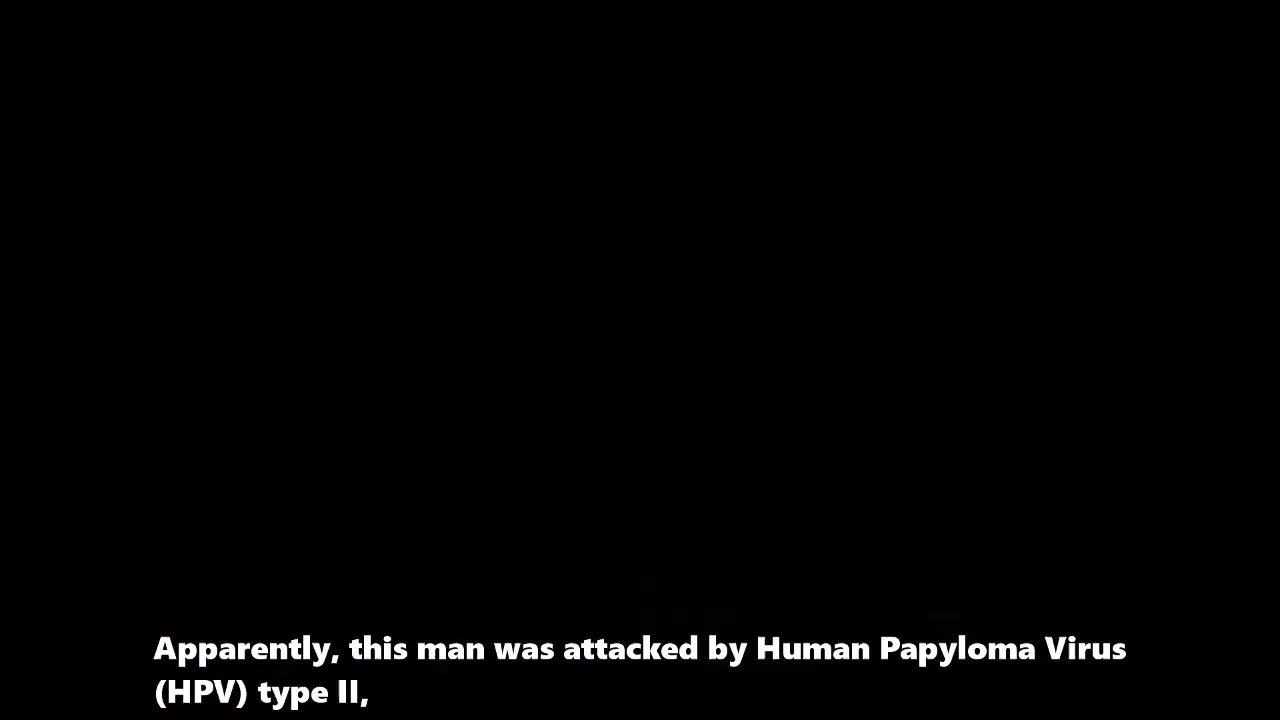 Apparently, this man was attacked by Human Papyloma Virus
(HPV) type II,